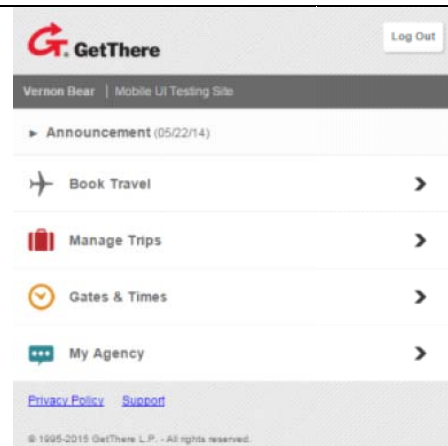 GetThere
Log Out
Vernon Bear | Mobile UI Testing Site
► Announcement (05/22/14)
Book Travel
Manage Trips
Gates & Times
My Agency
Privacy Policy Support
© 1995-2015 GetThere L.P. - All rights reserved.